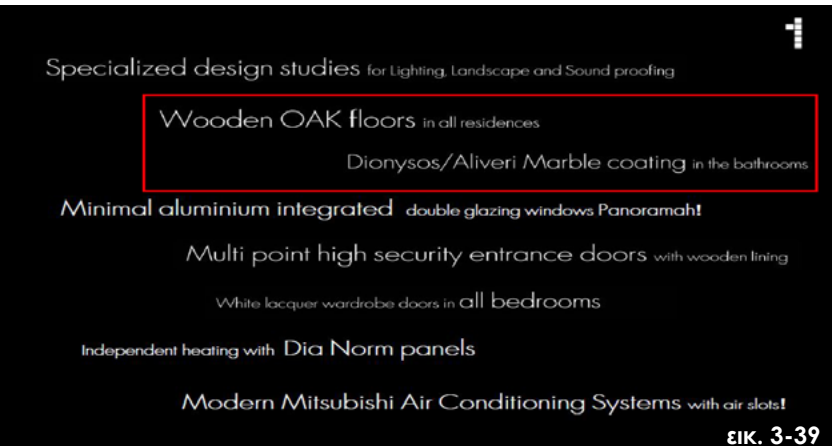 Specialized design studies for Lighting, Landscape and Sound proofing
Wooden OAK floors in all residences
Dionysos/Aliveri Marble coating in the bathrooms
Minimal aluminium integrated double glazing windows Panoramah!
Multi point high security entrance doors with wooden lining
White lacquer wardrobe doors in all bedrooms
Independent heating with Dia Norm panels
Modern Mitsubishi Air Conditioning Systems with air slots!
εικ. 3-39